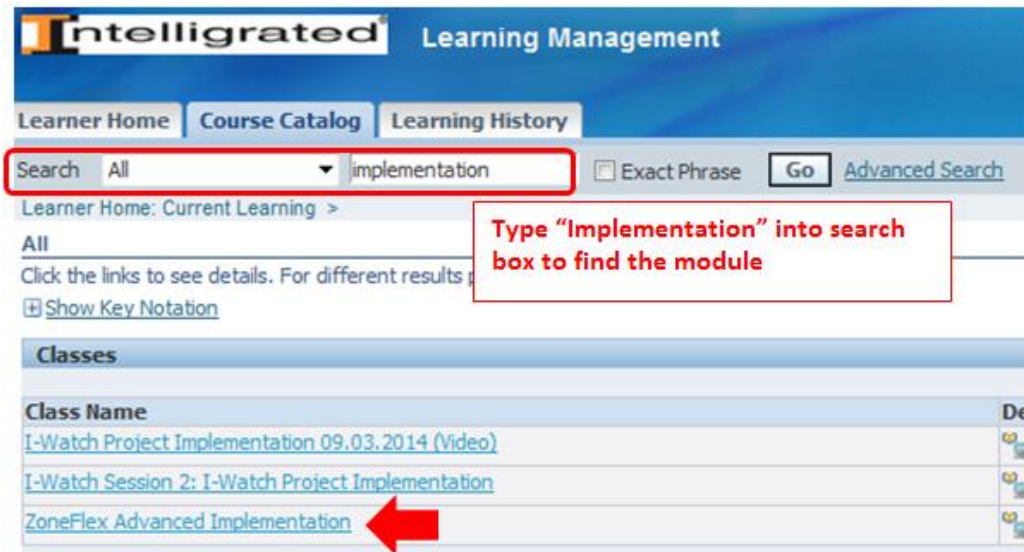 Intelligrated Learning Management
Learner Home Course Catalog Learning History
Search All implementation Exact Phrase Go Advanced Search
Learner Home: Current Learning >
Type “Implementation” into search
box to find the module
All
Click the links to see details. For different results
Show Key Notation
Classes
Class Name
I-Watch Project Implementation 09.03.2014 (Video)
I-Watch Session 2: I-Watch Project Implementation
ZoneFlex Advanced Implementation